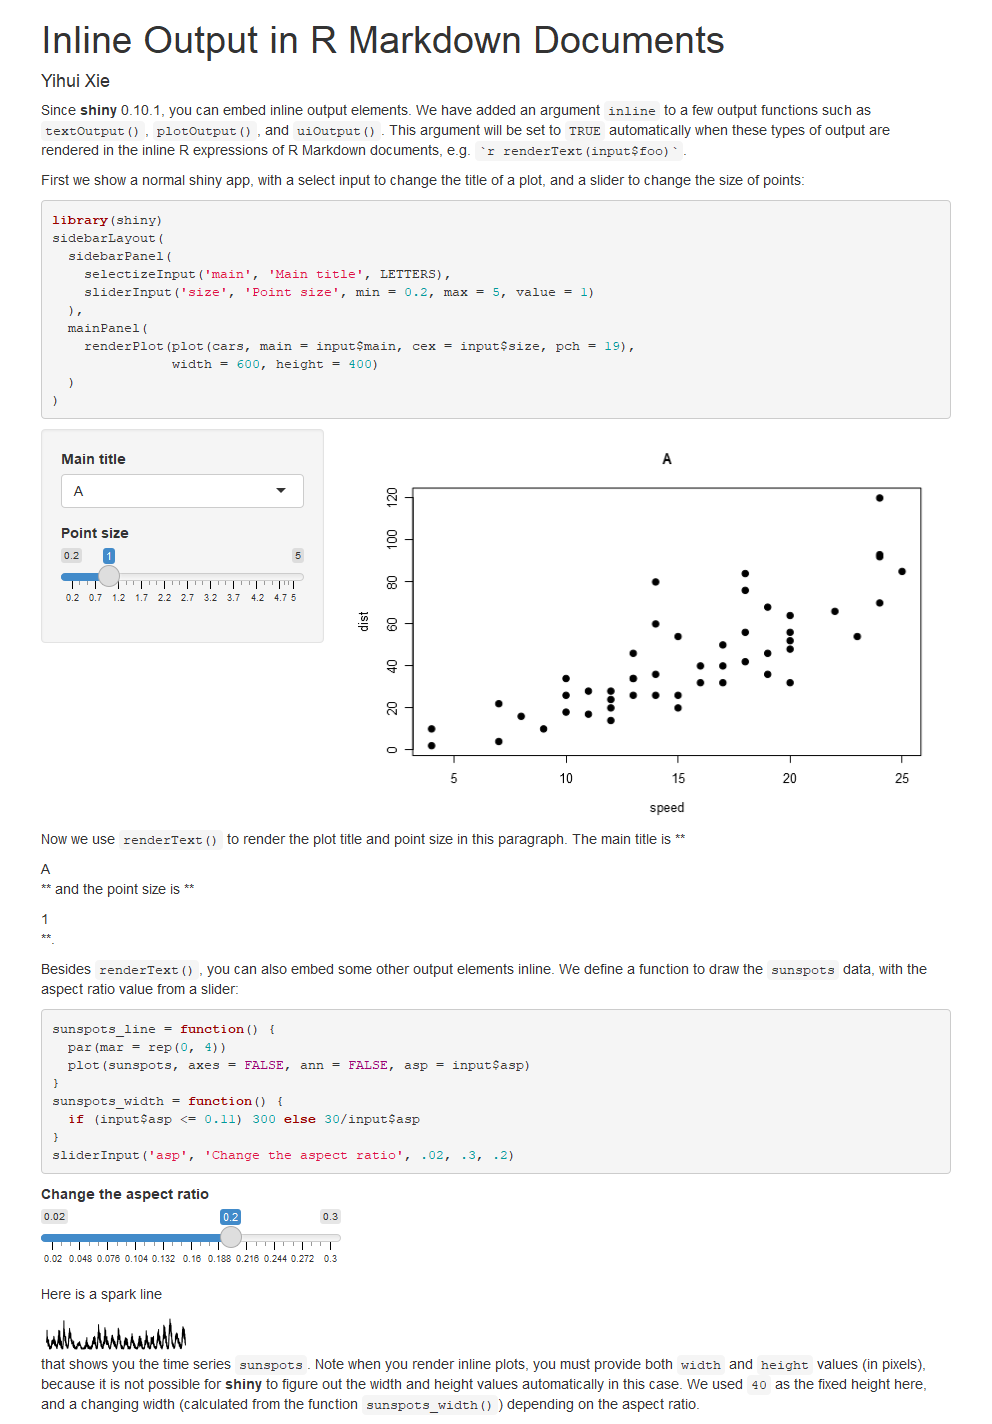 Inline Output in R Markdown Documents
Yihui Xie
Since shiny 0.10.1, you can embed inline output elements. We have added an argument inline to a few output functions such as
textOutput() , plotOutput() , and uiOutput() . This argument will be set to TRUE automatically when these types of output are
rendered in the inline R expressions of R Markdown documents, e.g. `r renderText(input$foo)` .
First we show a normal shiny app, with a select input to change the title of a plot, and a slider to change the size of points:
library(shiny)
sidebarLayout(
  sidebarPanel(
    selectizeInput('main', 'Main title', LETTERS),
    sliderInput('size', 'Point size', min = 0.2, max = 5, value = 1)
  ),
  mainPanel(
    renderPlot(plot(cars, main = input$main, cex = input$size, pch = 19),
               width = 600, height = 400)
  )
)
Main title
A
Point size
0.2 1 5
0.2 0.7 1.2 1.7 2.2 2.7 3.2 3.7 4.2 4.7 5
A
dist
120
100
80
60
40
20
0
5 10 15 20 25
speed
Now we use renderText() to render the plot title and point size in this paragraph. The main title is **
A
** and the point size is **
1
**.
Besides renderText() , you can also embed some other output elements inline. We define a function to draw the sunspots data, with the
aspect ratio value from a slider:
sunspots_line = function() {
  par(mar = rep(0, 4))
  plot(sunspots, axes = FALSE, ann = FALSE, asp = input$asp)
}
sunspots_width = function() {
  if (input$asp <= 0.11) 300 else 30/input$asp
}
sliderInput('asp', 'Change the aspect ratio', .02, .3, .2)
Change the aspect ratio
0.02 0.2 0.3
0.02 0.048 0.076 0.104 0.132 0.16 0.188 0.216 0.244 0.272 0.3
Here is a spark line
that shows you the time series sunspots . Note when you render inline plots, you must provide both width and height values (in pixels),
because it is not possible for shiny to figure out the width and height values automatically in this case. We used 40 as the fixed height here,
and a changing width (calculated from the function sunspots_width() ) depending on the aspect ratio.